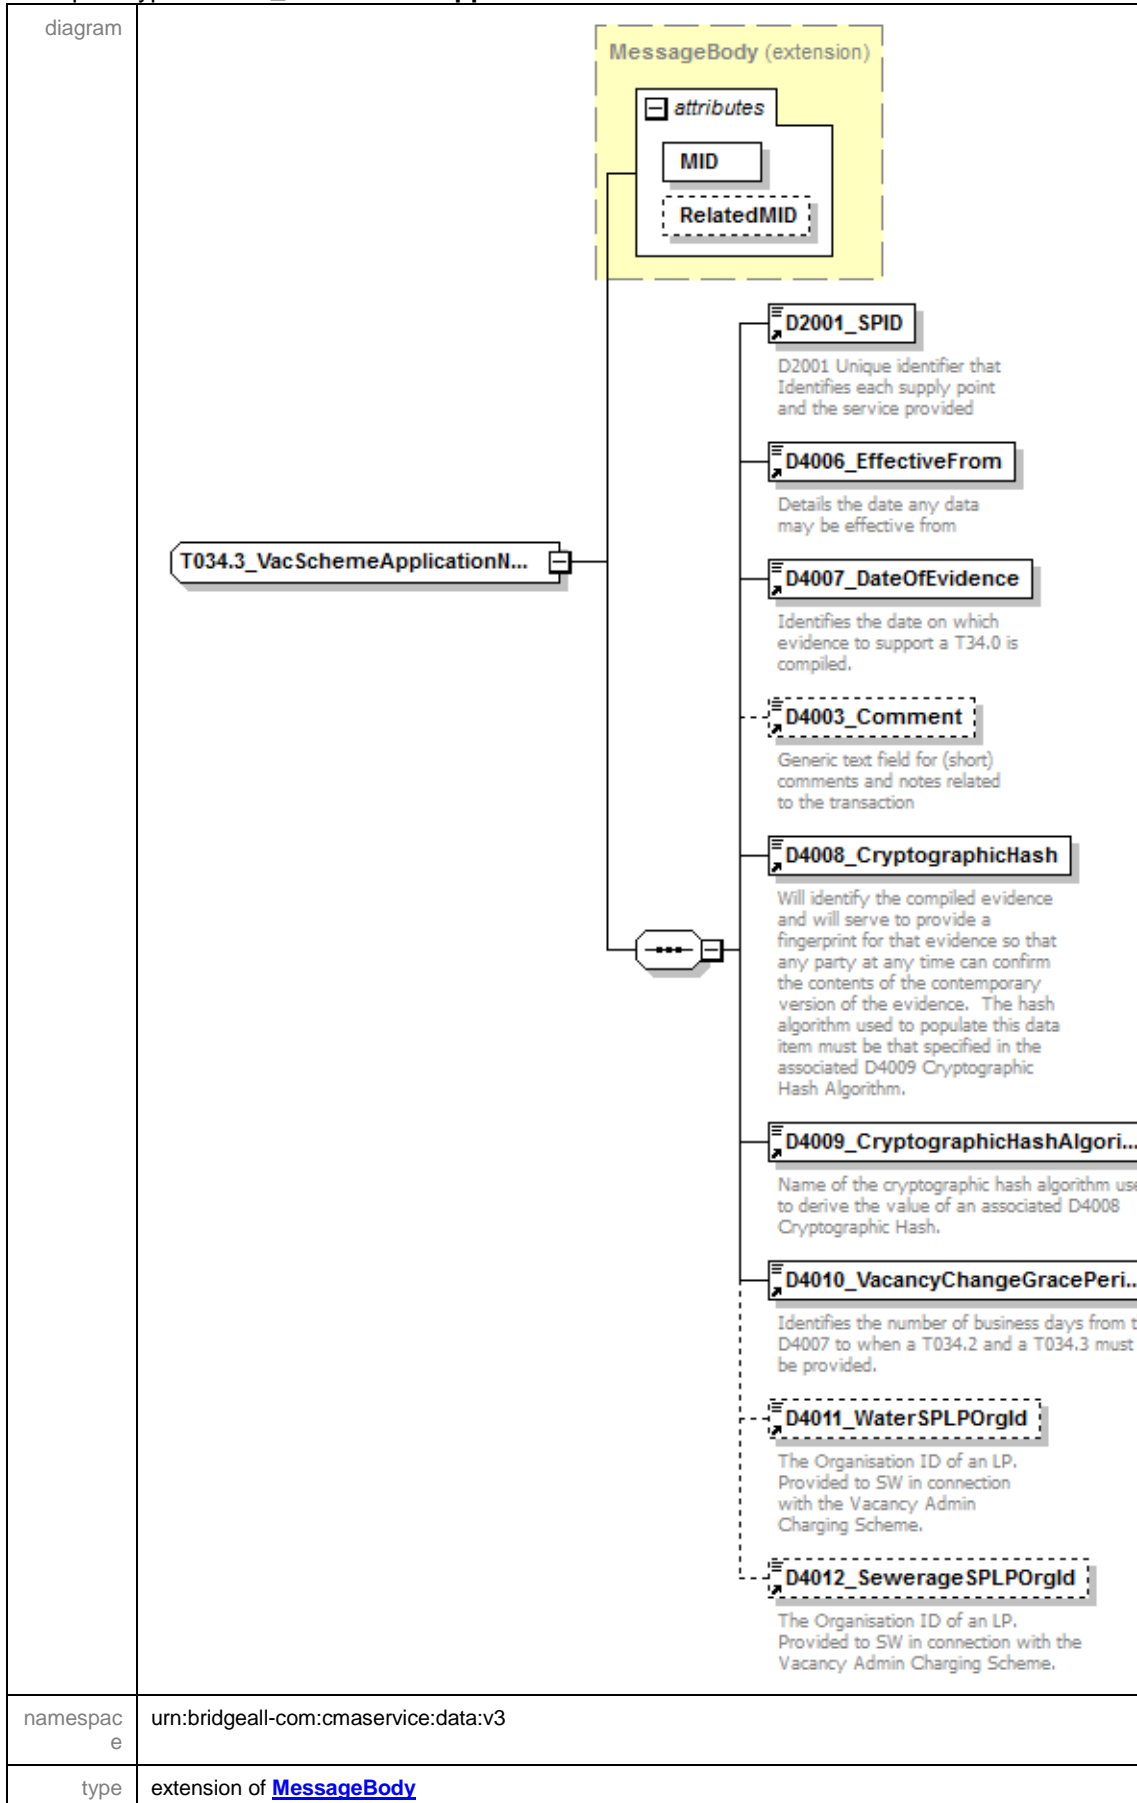 diagram
MessageBody (extension)
attributes
MID
RelatedMID
D2001_SPID
D2001 Unique identifier that
Identifies each supply point
and the service provided
D4006_EffectiveFrom
Details the date any data
may be effective from
T034.3_VacSchemeApplicationN...
D4007_DateOfEvidence
Identifies the date on which
evidence to support a T34.0 is
compiled.
D4003_Comment
Generic text field for (short)
comments and notes related
to the transaction
D4008_CryptographicHash
Will identify the compiled evidence
and will serve to provide a
fingerprint for that evidence so that
any party at any time can confirm
the contents of the contemporary
version of the evidence. The hash
algorithm used to populate this data
item must be that specified in the
associated D4009 Cryptographic
Hash Algorithm.
D4009_CryptographicHashAlgori...
Name of the cryptographic hash algorithm
to derive the value of an associated D4008
Cryptographic Hash.
D4010_VacancyChangeGracePeri...
Identifies the number of business days from
D4007 to when a T034.2 and a T034.3 must
be provided.
D4011_WaterSPLPOrgId
The Organisation ID of an LP.
Provided to SW in connection
with the Vacancy Admin
Charging Scheme.
D4012_SewerageSPLPOrgId
The Organisation ID of an LP.
Provided to SW in connection with the
Vacancy Admin Charging Scheme.
namespac
e
urn:bridgeall-com:cmaservice:data:v3
type
extension of MessageBody